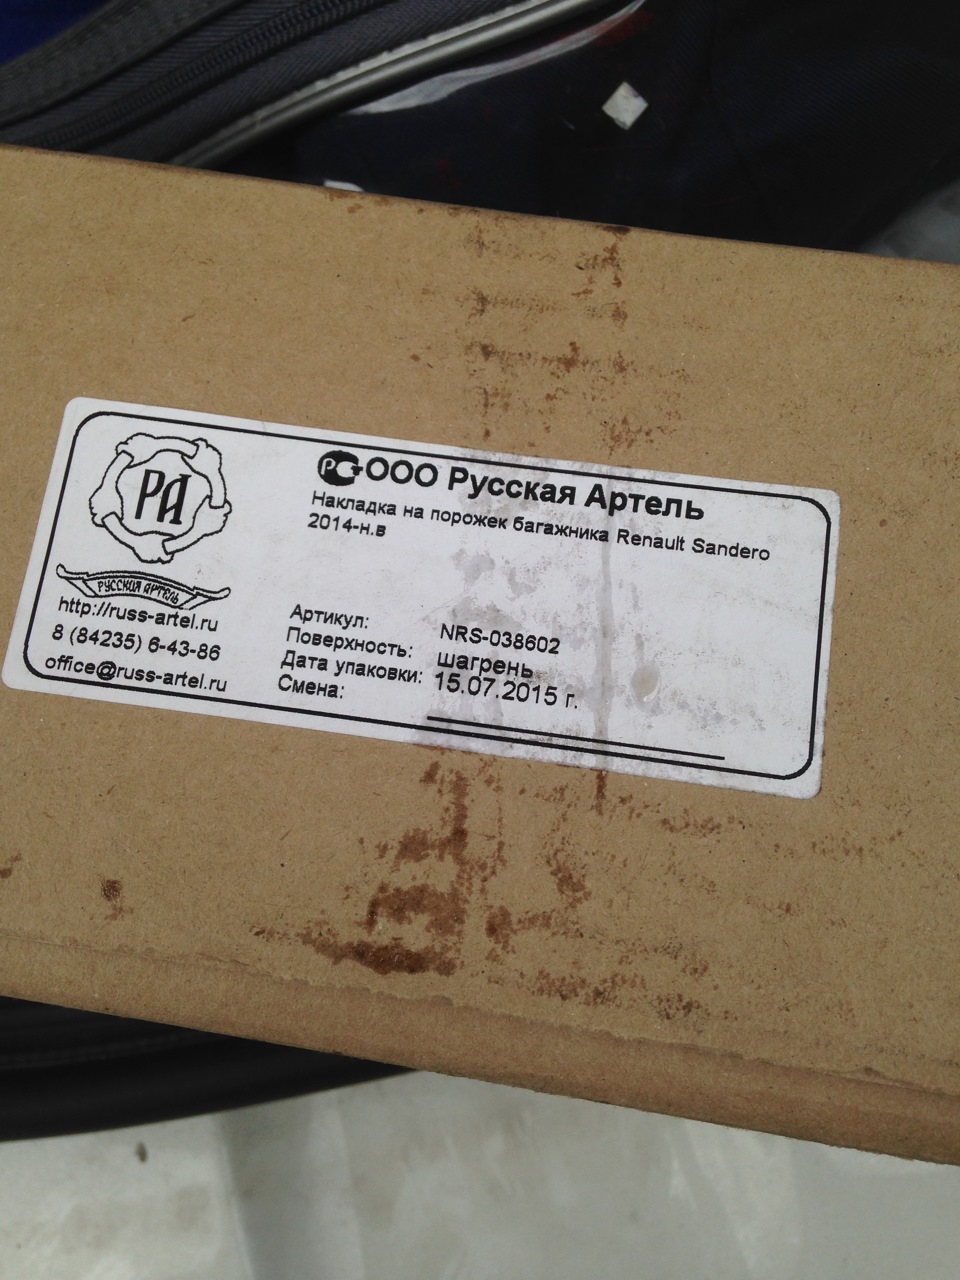 РА
РУССКАЯ АРТЕЛЬ
http://russ-artel.ru
8 (84235) 6-43-86
office@russ-artel.ru
РСТ ООО Русская Артель
Накладка на порожек багажника Renault Sandero
2014-н.в
Артикул: NRS-038602
Поверхность: шагрень
Дата упаковки: 15.07.2015 г.
Смена: